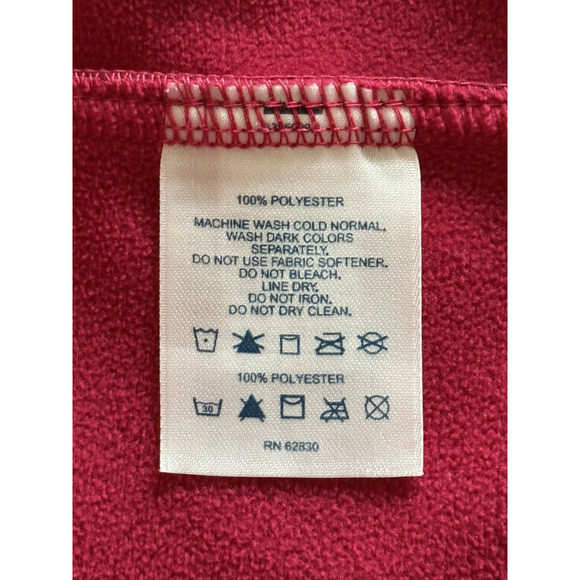 100% POLYESTER
MACHINE WASH COLD NORMAL.
WASH DARK COLORS
SEPARATELY.
DO NOT USE FABRIC SOFTENER.
DO NOT BLEACH.
LINE DRY.
DO NOT IRON.
DO NOT DRY CLEAN.
100% POLYESTER
30
RN 62830